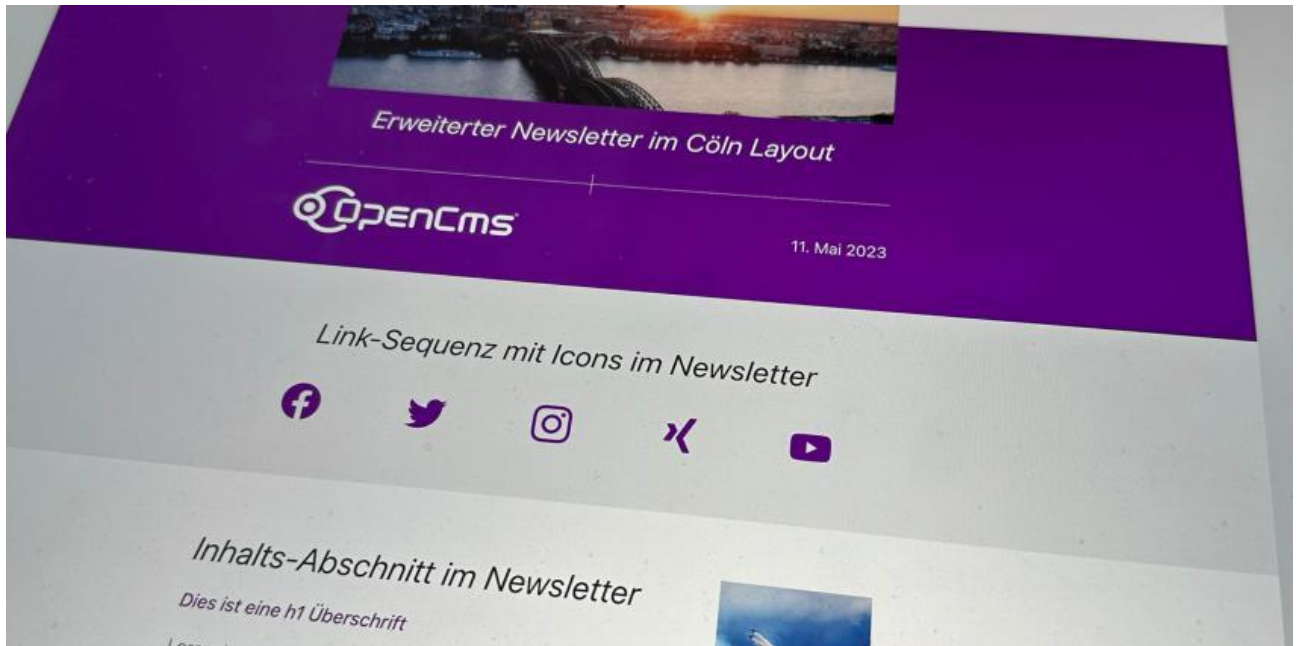 Erweiterter Newsletter im Cöln Layout
OpenCms
11. Mai 2023
Link-Sequenz mit Icons im Newsletter
Inhalts-Abschnitt im Newsletter
Dies ist eine h1 Überschrift